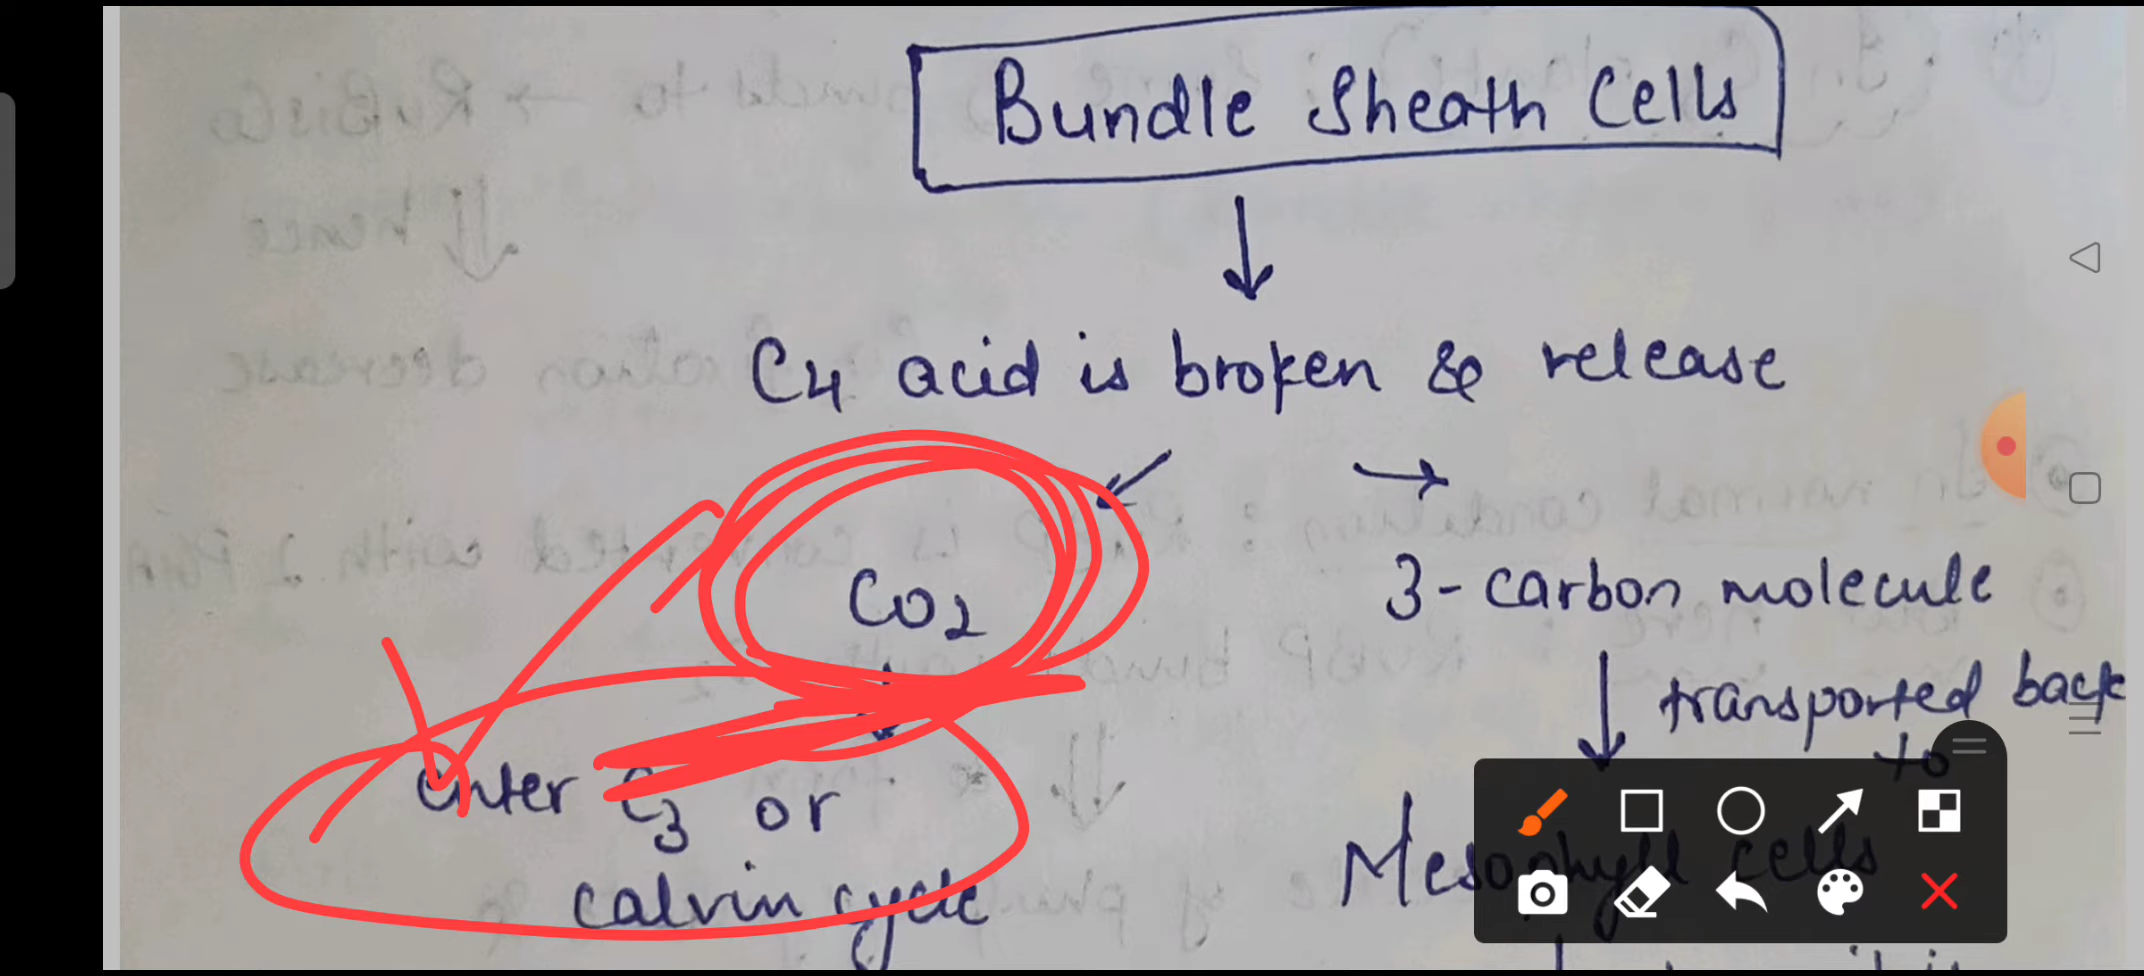 Bundle Sheath Cells
C4 acid is broken & release
CO2
3-carbon molecule
transported back
to
enter C3 or
calvin cycle
Mesophyll cells